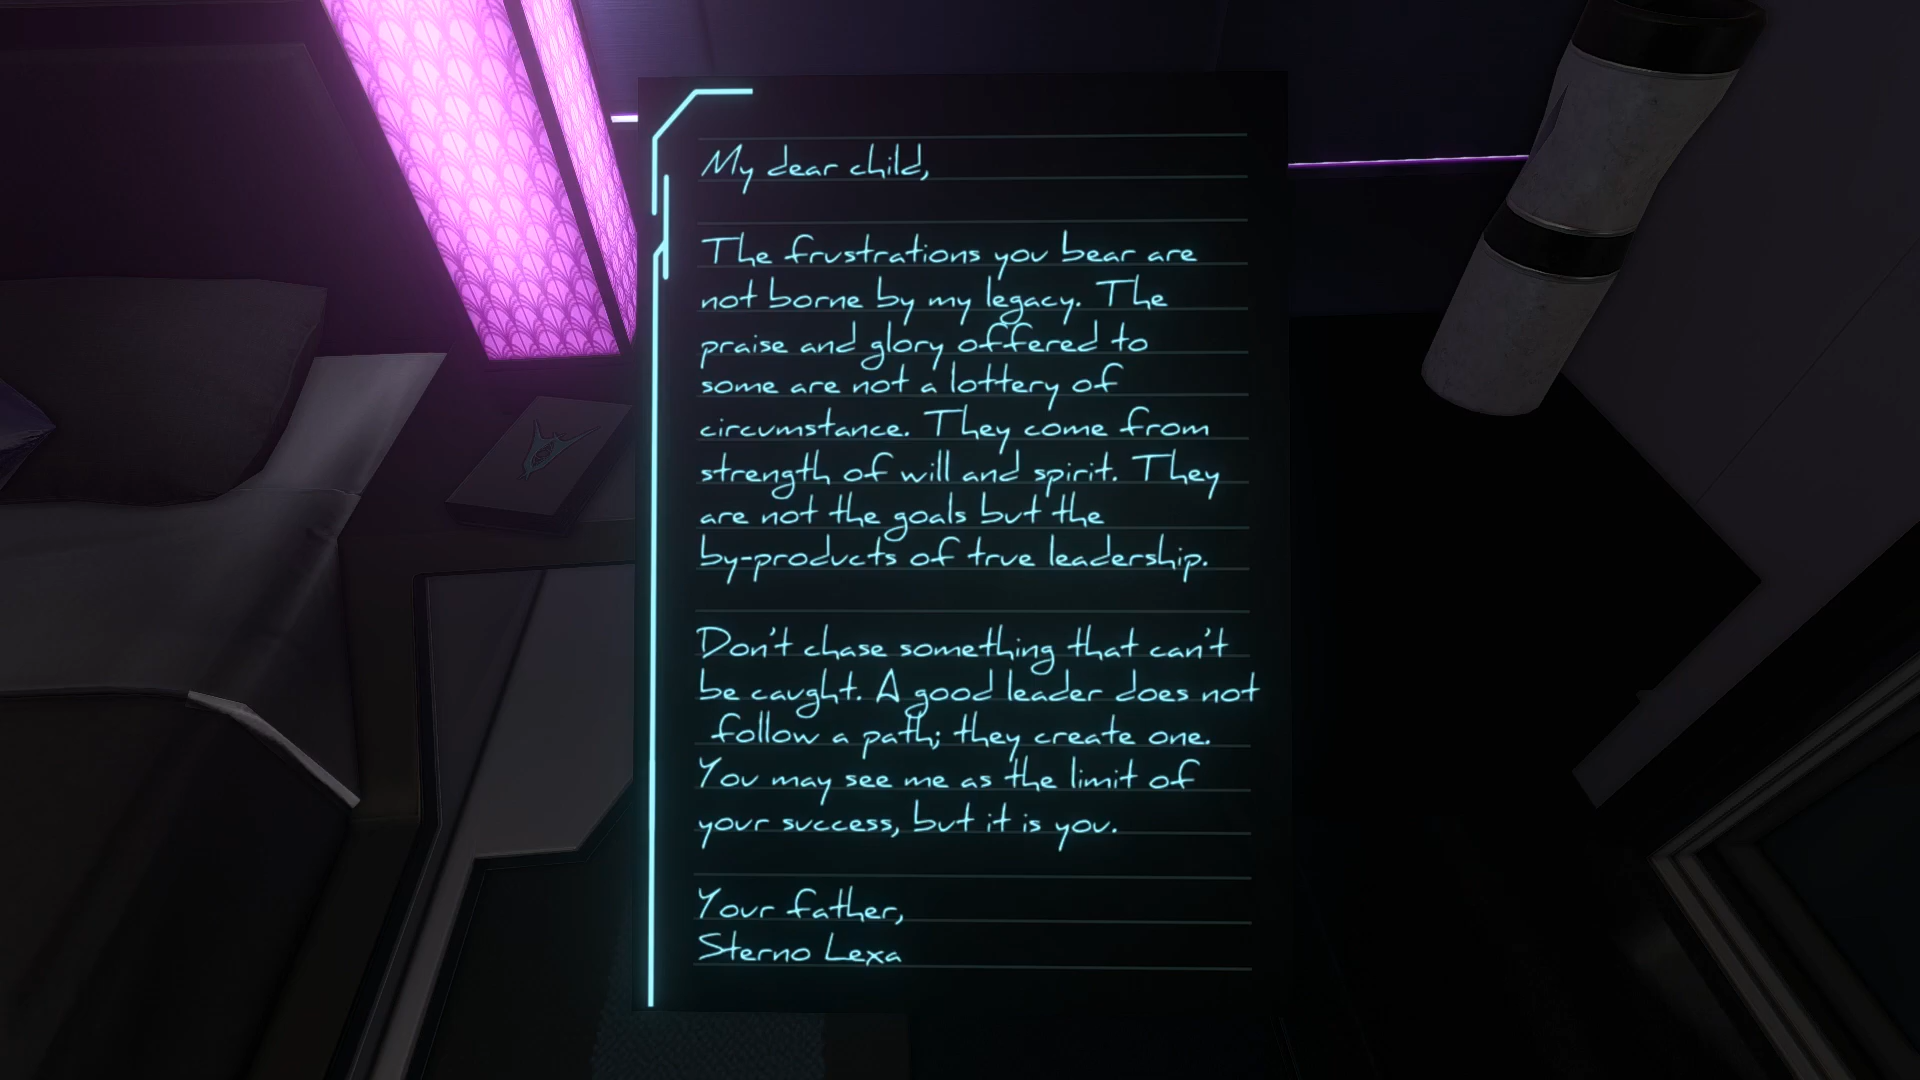 My dear child,
The frustrations you bear are
not borne by my legacy. The
praise and glory offered to
some are not a lottery of
circumstance. They come from
strength of will and spirit. They
are not the goals but the
by-products of true leadership.
Don't chase something that can't
be caught. A good leader does not
follow a path; they create one.
You may see me as the limit of
your success, but it is you.
Your father,
Sterno Lexa